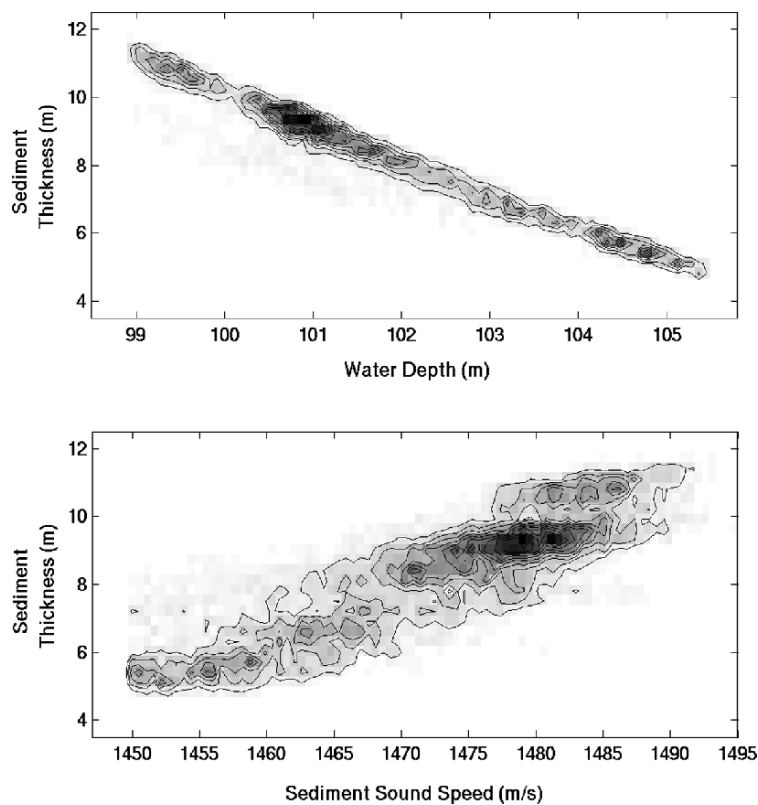 12
10
8
6
4
Sediment
Thickness (m)
99 100 101 102 103 104 105
Water Depth (m)
12
10
8
6
4
Sediment
Thickness (m)
1450 1455 1460 1465 1470 1475 1480 1485 1490 1495
Sediment Sound Speed (m/s)